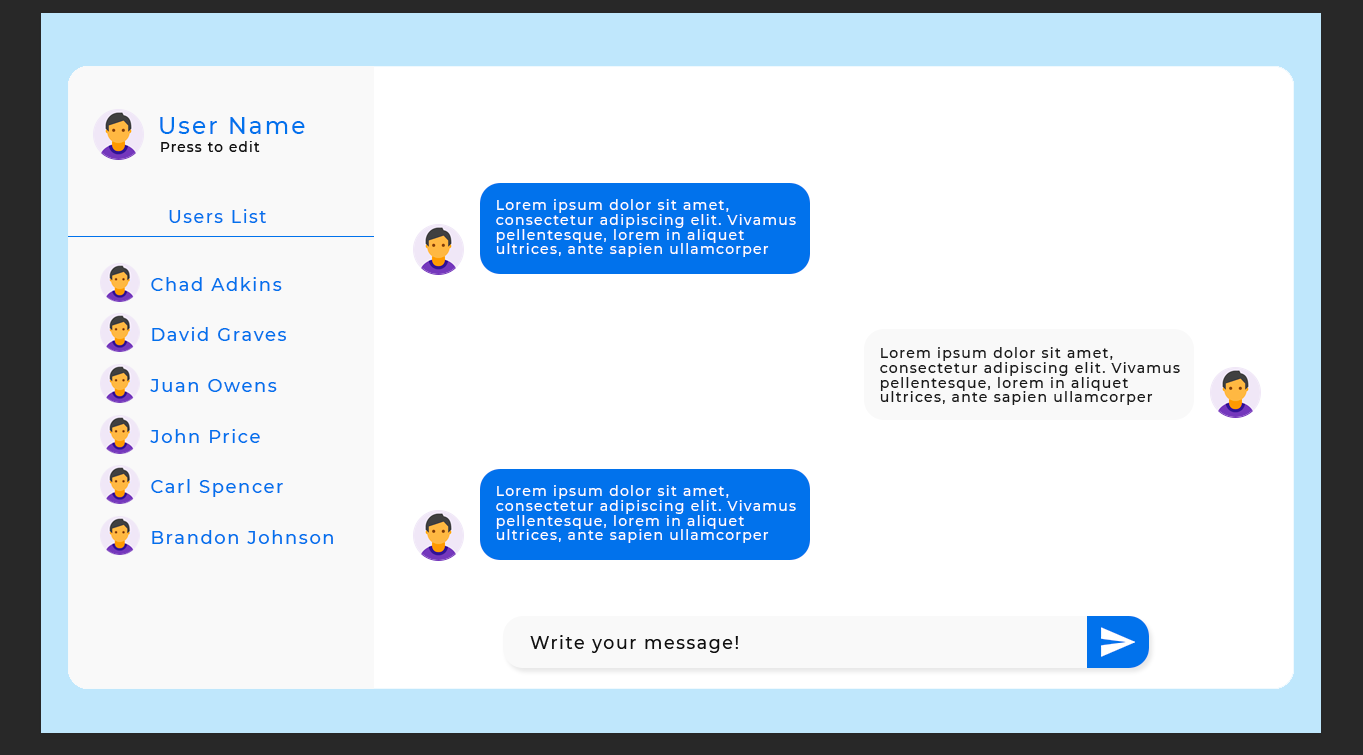 User Name
Press to edit
Users List
Chad Adkins
David Graves
Juan Owens
John Price
Carl Spencer
Brandon Johnson
Lorem ipsum dolor sit amet,
consectetur adipiscing elit. Vivamus
pellentesque, lorem in aliquet
ultrices, ante sapien ullamcorper
Lorem ipsum dolor sit amet,
consectetur adipiscing elit. Vivamus
pellentesque, lorem in aliquet
ultrices, ante sapien ullamcorper
Lorem ipsum dolor sit amet,
consectetur adipiscing elit. Vivamus
pellentesque, lorem in aliquet
ultrices, ante sapien ullamcorper
Write your message!